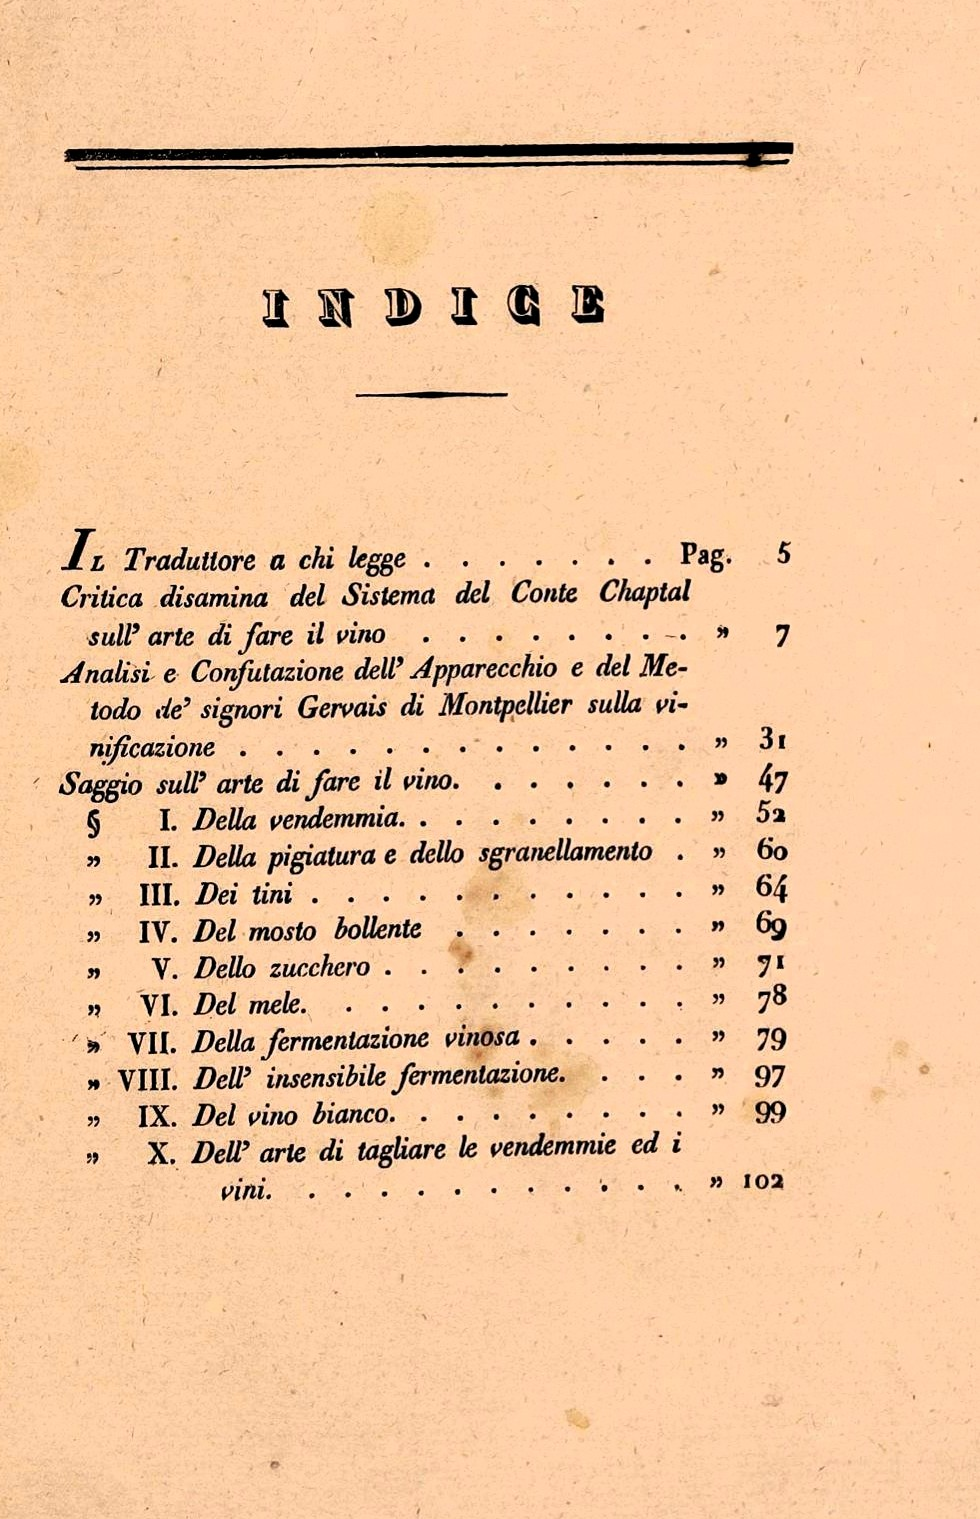 INDICE
IL Traduttore a chi legge . . . . . . . Pag. 5
Critica disamina del Sistema del Conte Chaptal
sull' arte di fare il vino . . . . . . . . „ 7
Analisi e Confutazione dell' Apparecchio e del Me-
todo de' signori Gervais di Montpellier sulla vi-
nificazione . . . . . . . . . . . . . „ 31
Saggio sull' arte di fare il vino. . . . . . . „ 47
§ I. Della vendemmia. . . . . . . . . „ 52
„ II. Della pigiatura e dello sgranellamento . „ 60
„ III. Dei tini . . . . . . . . . . . „ 64
„ IV. Del mosto bollente . . . . . . . „ 69
„ V. Dello zucchero . . . . . . . . . „ 71
„ VI. Del mele. . . . . . . . . . . „ 78
„ VII. Della fermentazione vinosa . . . . . „ 79
„ VIII. Dell' insensibile fermentazione. . . . „ 97
„ IX. Del vino bianco. . . . . . . . . „ 99
„ X. Dell' arte di tagliare le vendemmie ed i
vini. . . . . . . . . . . . „ 102